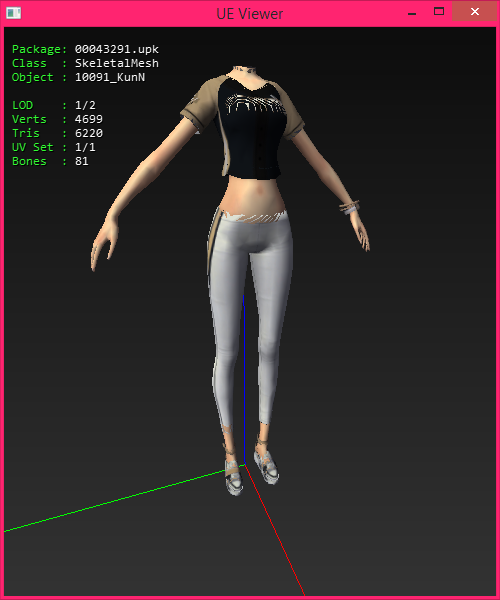 UE Viewer
Package: 00043291.upk
Class : SkeletalMesh
Object : 10091_KunN
LOD : 1/2
Verts : 4699
Tris : 6220
UV Set : 1/1
Bones : 81